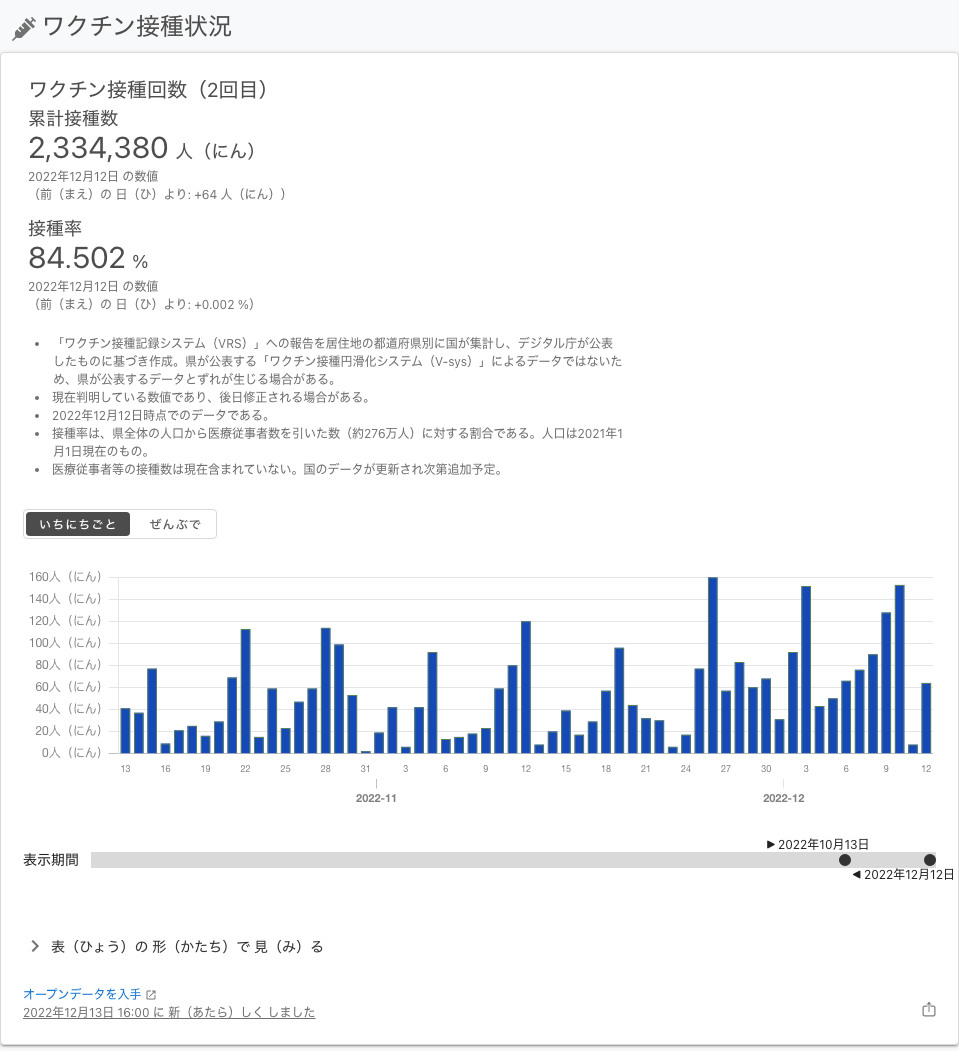 ワクチン接種状況
ワクチン接種回数（2回目）
累計接種数
2,334,380 人（にん）
2022年12月12日 の数値
（前（まえ）の 日（ひ）より: +64 人（にん））
接種率
84.502 %
2022年12月12日 の数値
（前（まえ）の 日（ひ）より: +0.002 %）
• 「ワクチン接種記録システム（VRS）」への報告を居住地の都道府県別に国が集計し、デジタル庁が公表
したものに基づき作成。県が公表する「ワクチン接種円滑化システム（V-sys）」によるデータではないた
め、県が公表するデータとずれが生じる場合がある。
• 現在判明している数値であり、後日修正される場合がある。
• 2022年12月12日時点でのデータである。
• 接種率は、県全体の人口から医療従事者数を引いた数（約276万人）に対する割合である。人口は2021年1
月1日現在のもの。
• 医療従事者等の接種数は現在含まれていない。国のデータが更新され次第追加予定。
いちにちごと ぜんぶで
160人（にん）
140人（にん）
120人（にん）
100人（にん）
80人（にん）
60人（にん）
40人（にん）
20人（にん）
0人（にん）
13 16 19 22 25 28 31 3 6 9 12 15 18 21 24 27 30 3 6 9 12
2022-11 2022-12
▶ 2022年10月13日
表示期間
◀ 2022年12月12日
表（ひょう）の 形（かたち）で 見（み）る
オープンデータを入手
2022年12月13日 16:00 に 新（あたら）しく しました